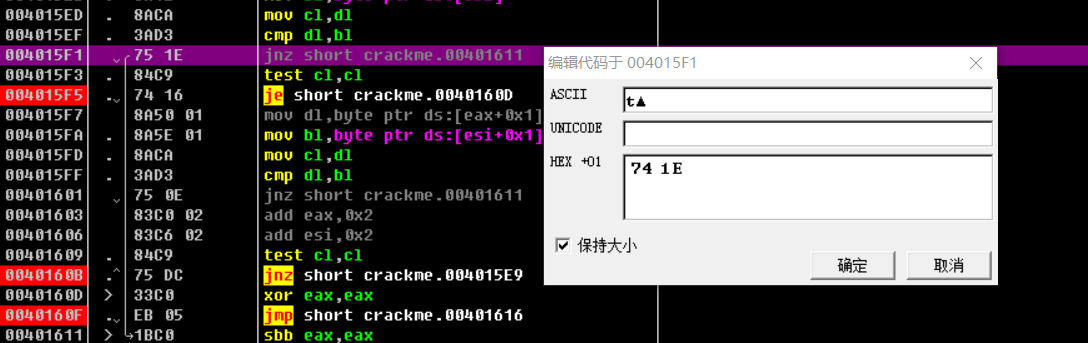 004015ED . 8ACA mov cl,dl
004015EF . 3AD3 cmp dl,bl
004015F1 . 75 1E jnz short crackme.00401611
004015F3 . 84C9 test cl,cl
004015F5 . 74 16 je short crackme.0040160D
004015F7 . 8A50 01 mov dl,byte ptr ds:[eax+0x1]
004015FA . 8A5E 01 mov bl,byte ptr ds:[esi+0x1]
004015FD . 8ACA mov cl,dl
004015FF . 3AD3 cmp dl,bl
00401601 75 0E jnz short crackme.00401611
00401603 . 83C0 02 add eax,0x2
00401606 . 83C6 02 add esi,0x2
00401609 . 84C9 test cl,cl
0040160B .^ 75 DC jnz short crackme.004015E9
0040160D > 33C0 xor eax,eax
0040160F . EB 05 jmp short crackme.00401616
00401611 > 1BC0 sbb eax,eax
编辑代码于 004015F1
ASCII t▲
UNICODE
HEX +01 74 1E
保持大小
确定 取消